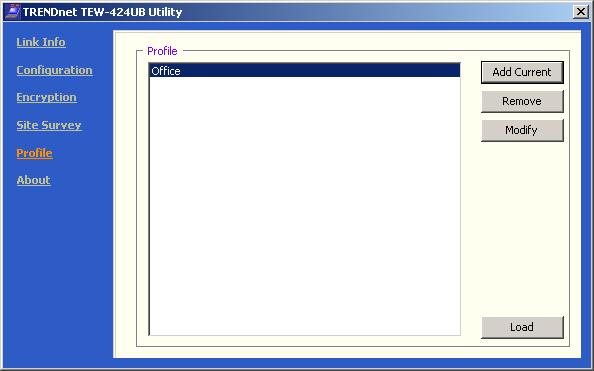 TRENDnet TEW-424UB Utility
Link Info
Configuration
Encryption
Site Survey
Profile
About
Profile
Office
Add Current
Remove
Modify
Load